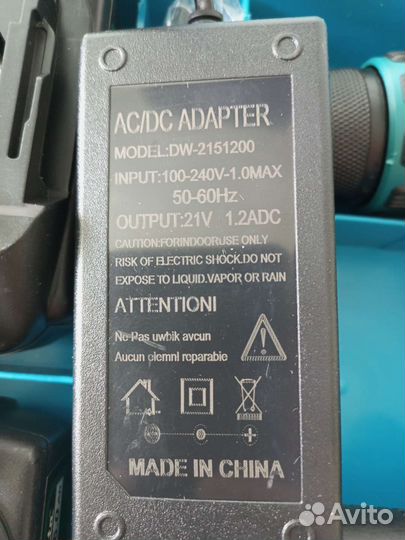 AC/DC ADAPTER
MODEL:DW-2151200
INPUT:100-240V-1.0MAX
50-60Hz
OUTPUT:21V 1.2ADC
CAUTION:FORINDOORUSE ONLY
RISK OF ELECTRIC SHOCK.DO NOT
EXPOSE TO LIQUID.VAPOR OR RAIN
ATTENTIONI
Ne Pas uwbik avcun
Aucun olemnl reparabie
MADE IN CHINA
Avito